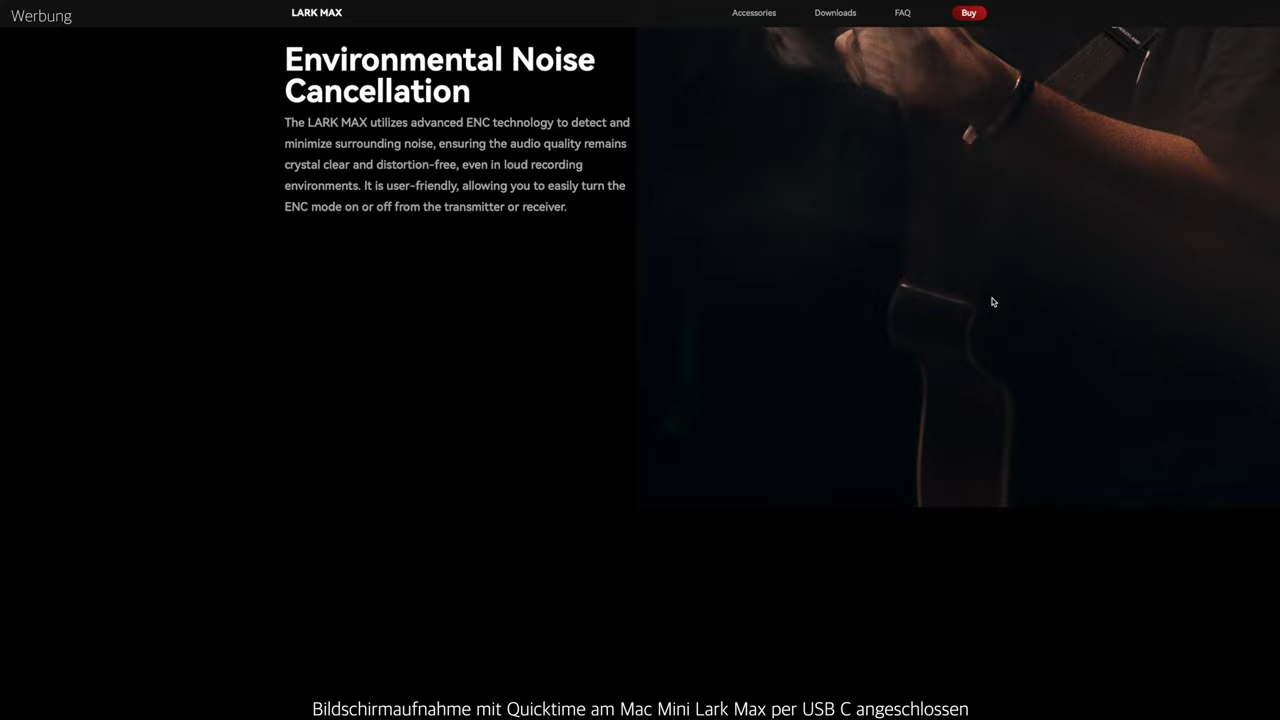 Werbung
LARK MAX
Accessories
Downloads
FAQ
Buy
Environmental Noise
Cancellation
The LARK MAX utilizes advanced ENC technology to detect and
minimize surrounding noise, ensuring the audio quality remains
crystal clear and distortion-free, even in loud recording
environments. It is user-friendly, allowing you to easily turn the
ENC mode on or off from the transmitter or receiver.
Bildschirmaufnahme mit Quicktime am Mac Mini Lark Max per USB C angeschlossen